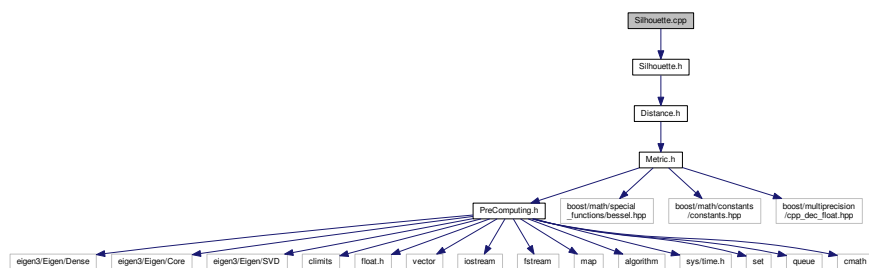 Silhouette.cpp
Silhouette.h
Distance.h
Metric.h
PreComputing.h
boost/math/special
_functions/bessel.hpp
boost/math/constants
/constants.hpp
boost/multiprecision
/cpp_dec_float.hpp
eigen3/Eigen/Dense
eigen3/Eigen/Core
eigen3/Eigen/SVD
climits
float.h
vector
iostream
fstream
map
algorithm
sys/time.h
set
queue
cmath